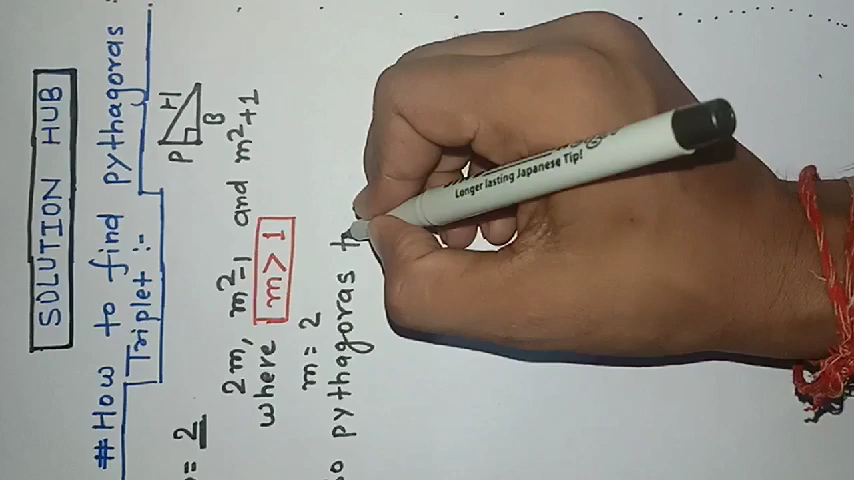 SOLUTION HUB
#How to find pythagoras
Triplet :-
H
P
B
= 2
2m, m²-1 and m²+1
where m > 1
m = 2
so pythagoras t
Longer lasting Japanese Tip!